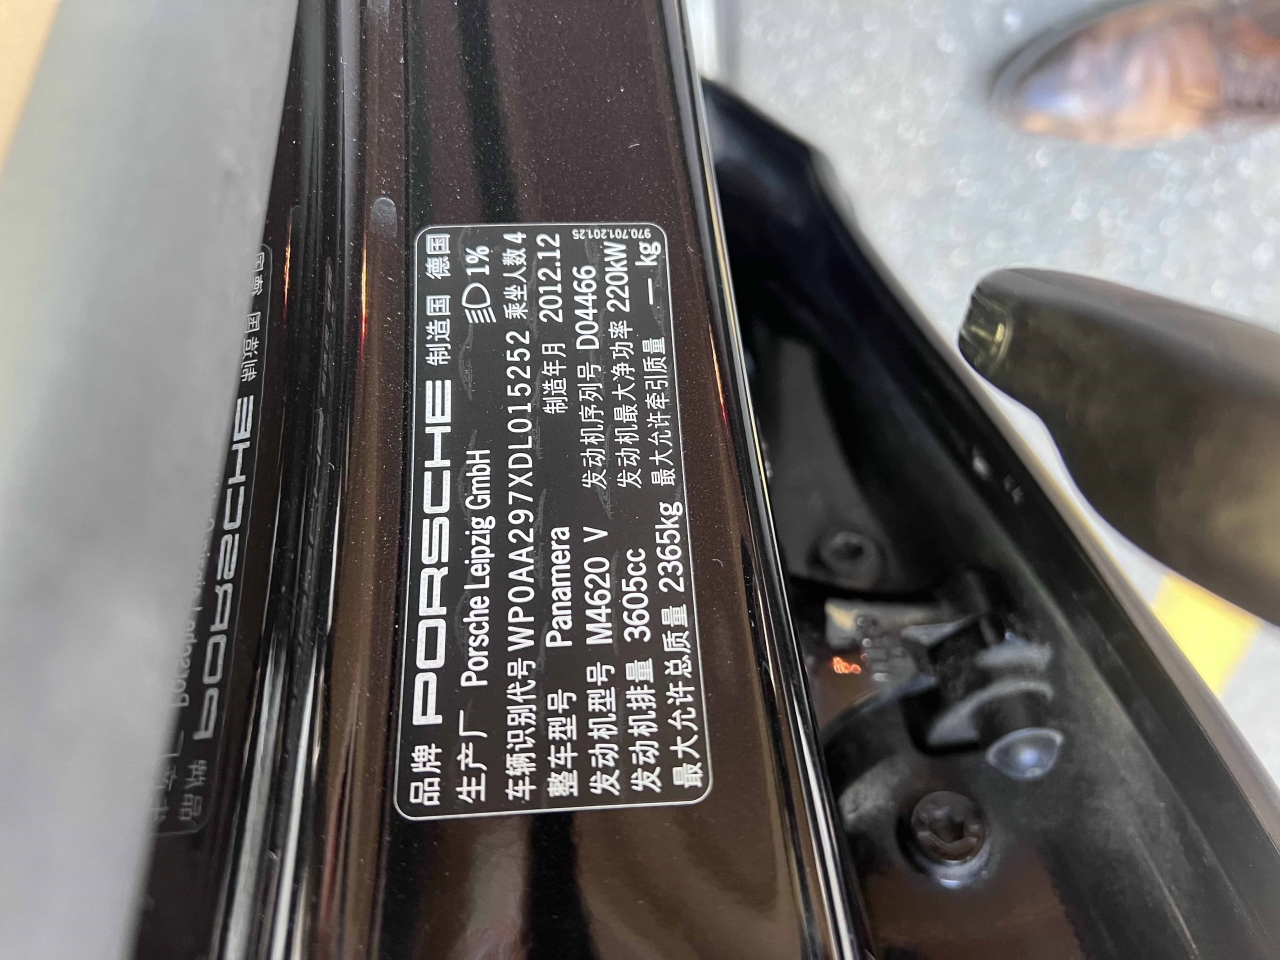 品牌 PORSCHE 制造国 德国
生产厂 Porsche Leipzig GmbH 1%
车辆识别代号 WP0AA297XDL015252 乘坐人数 4
整车型号 Panamera 制造年月 2012.12
发动机型号 M4620 V 发动机序列号 D04466
发动机排量 3605cc 发动机最大净功率 220kW
最大允许总质量 2365kg 最大允许牵引质量 — kg
970.701.201.25